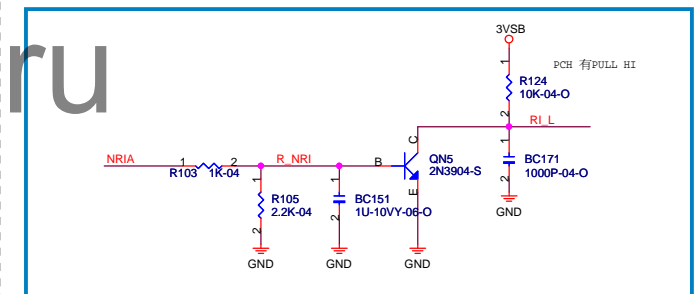 ru
3VSB
PCH 有PULL HI
1
R124
10K-04-O
2
RI_L
NRIA
1
2
R103
1K-04
R_NRI
B
C
E
QN5
2N3904-S
1
BC171
1000P-04-O
2
GND
1
R105
2.2K-04
2
GND
1
BC151
1U-10VY-06-O
2
GND
GND